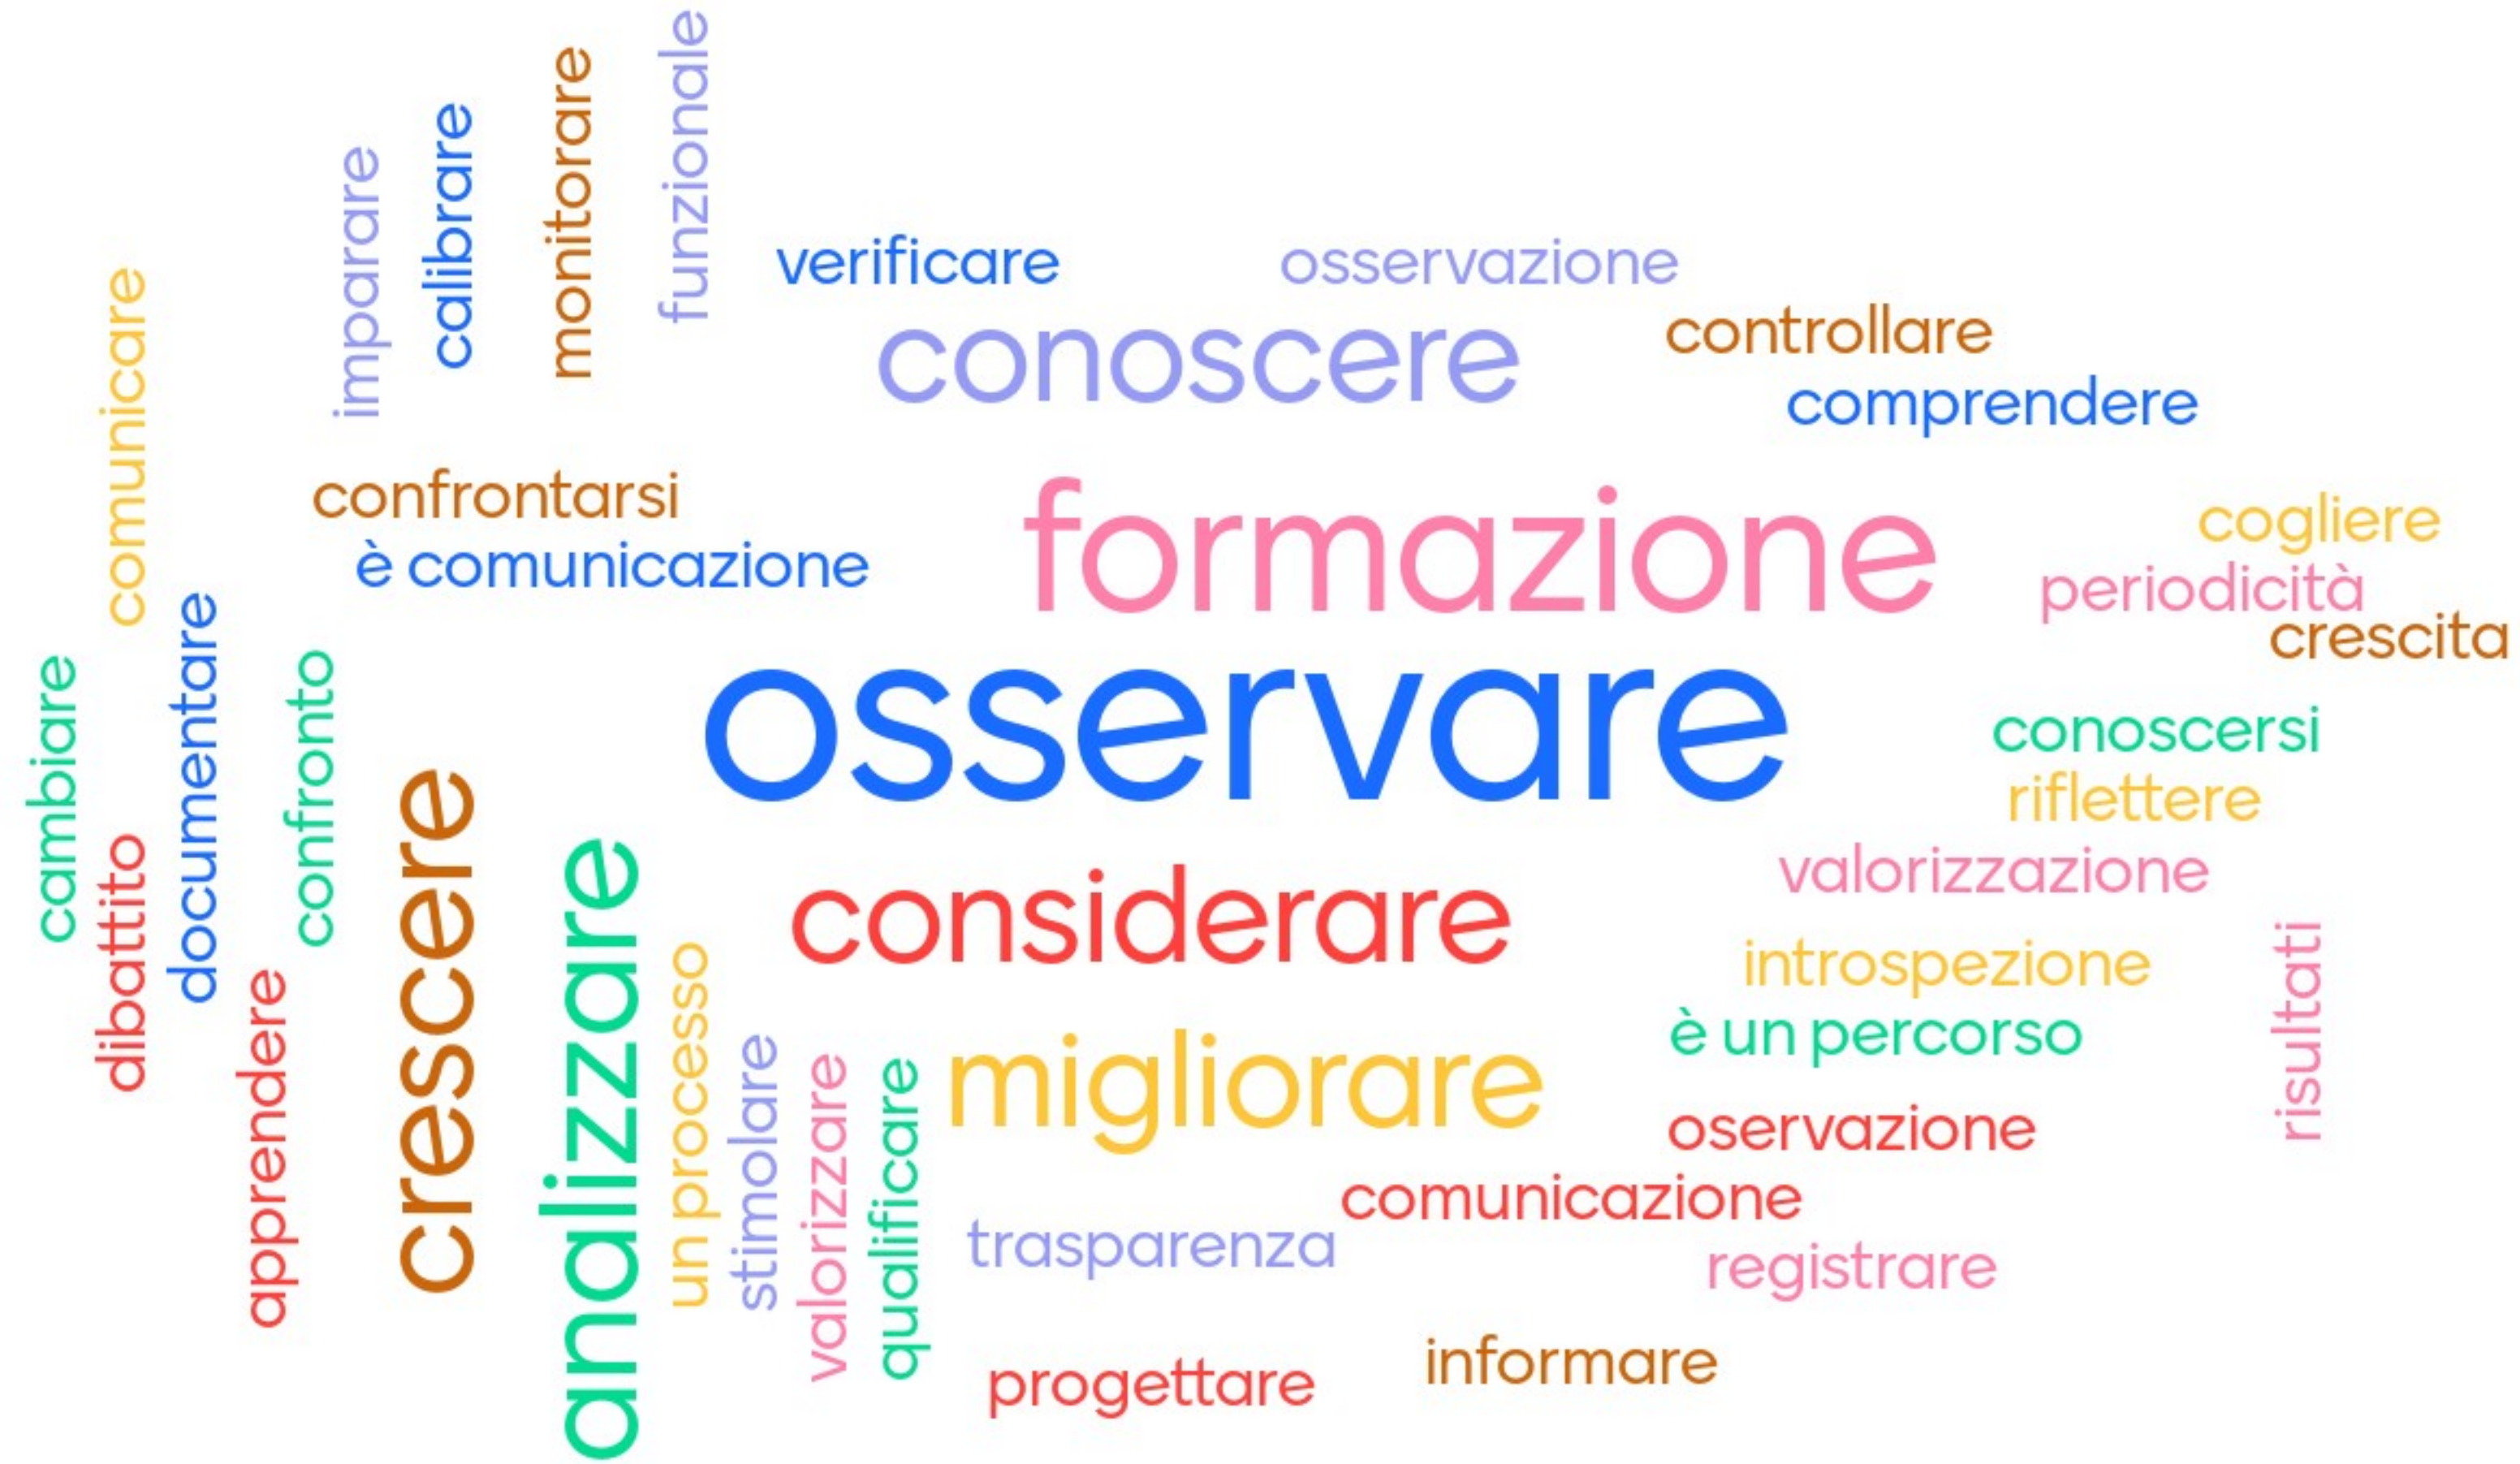 funzionale
monitorare
calibrare
imparare
verificare
osservazione
conoscere
controllare
comprendere
comunicare
confrontarsi
è comunicazione
formazione
cogliere
periodicità
crescita
osservare
conoscersi
riflettere
cambiare
documentare
confronto
dibattito
apprendere
crescere
analizzare
considerare
valorizzazione
introspezione
è un percorso
risultati
un processo
stimolare
valorizzare
qualificare
migliorare
oservazione
comunicazione
trasparenza
registrare
progettare
informare